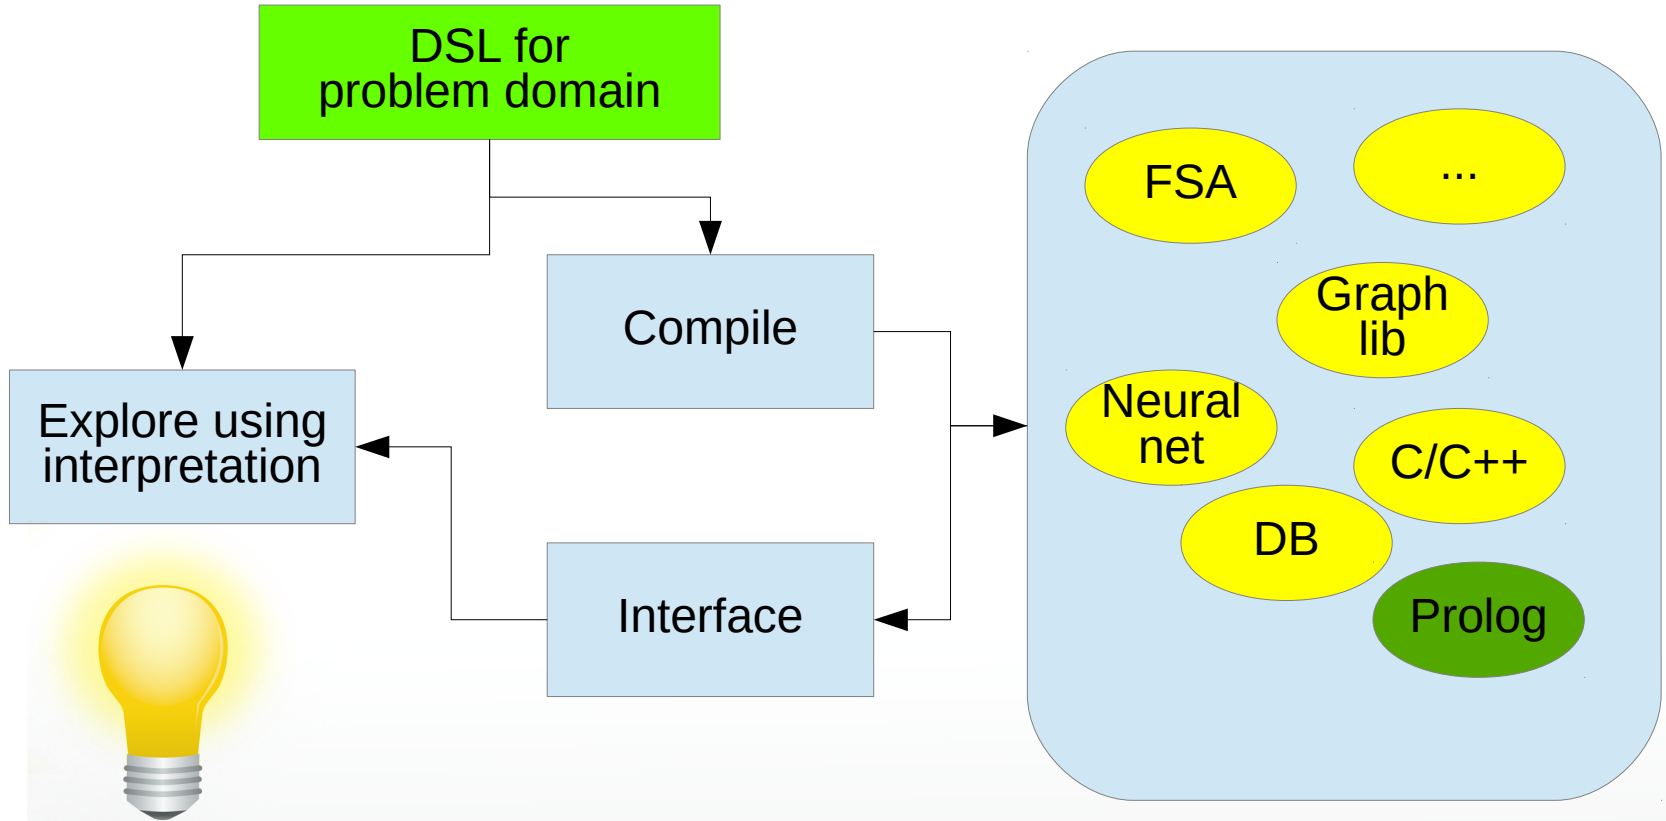 DSL for
problem domain
FSA
...
Compile
Graph
lib
Explore using
interpretation
Neural
net
C/C++
DB
Interface
Prolog